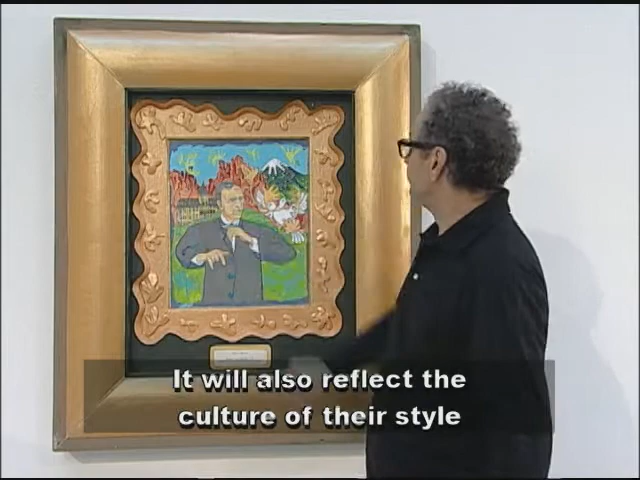 It will also reflect the
culture of their style